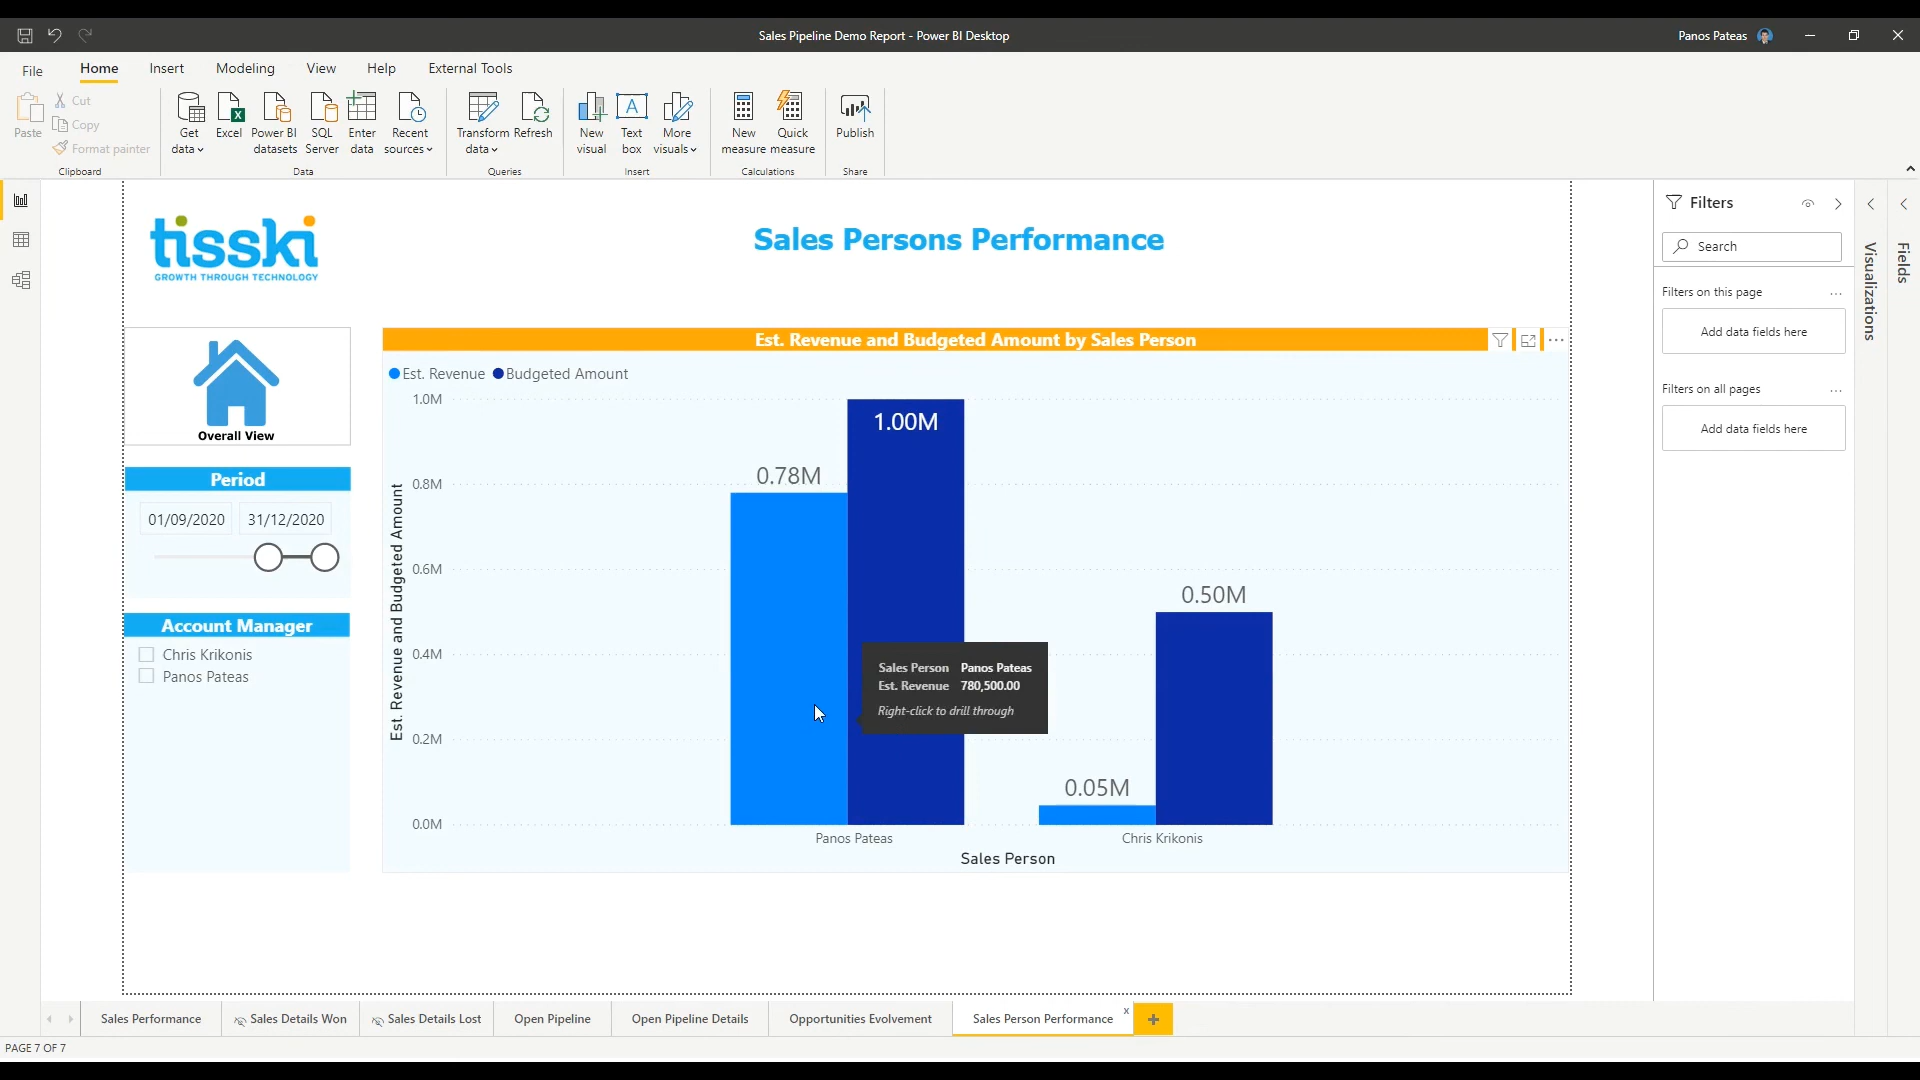 Sales Pipeline Demo Report - Power BI Desktop
Panos Pateas
File Home Insert Modeling View Help External Tools
Paste
Cut
Copy
Format painter
Clipboard
Get data
Excel
Power BI datasets
SQL Server
Enter data
Recent sources
Data
Transform data
Refresh
Queries
New visual
Text box
More visuals
Insert
New measure
Quick measure
Calculations
Publish
Share
tisski
GROWTH THROUGH TECHNOLOGY
Sales Persons Performance
Overall View
Period
01/09/2020 31/12/2020
Account Manager
Chris Krikonis
Panos Pateas
Est. Revenue and Budgeted Amount by Sales Person
Est. Revenue Budgeted Amount
Est. Revenue and Budgeted Amount
1.0M
0.8M
0.6M
0.4M
0.2M
0.0M
0.78M
1.00M
0.05M
0.50M
Sales Person Panos Pateas
Est. Revenue 780,500.00
Right-click to drill through
Panos Pateas
Chris Krikonis
Sales Person
Filters
Search
Filters on this page
Add data fields here
Filters on all pages
Add data fields here
Visualizations
Fields
Sales Performance
Sales Details Won
Sales Details Lost
Open Pipeline
Open Pipeline Details
Opportunities Evolvement
Sales Person Performance
PAGE 7 OF 7